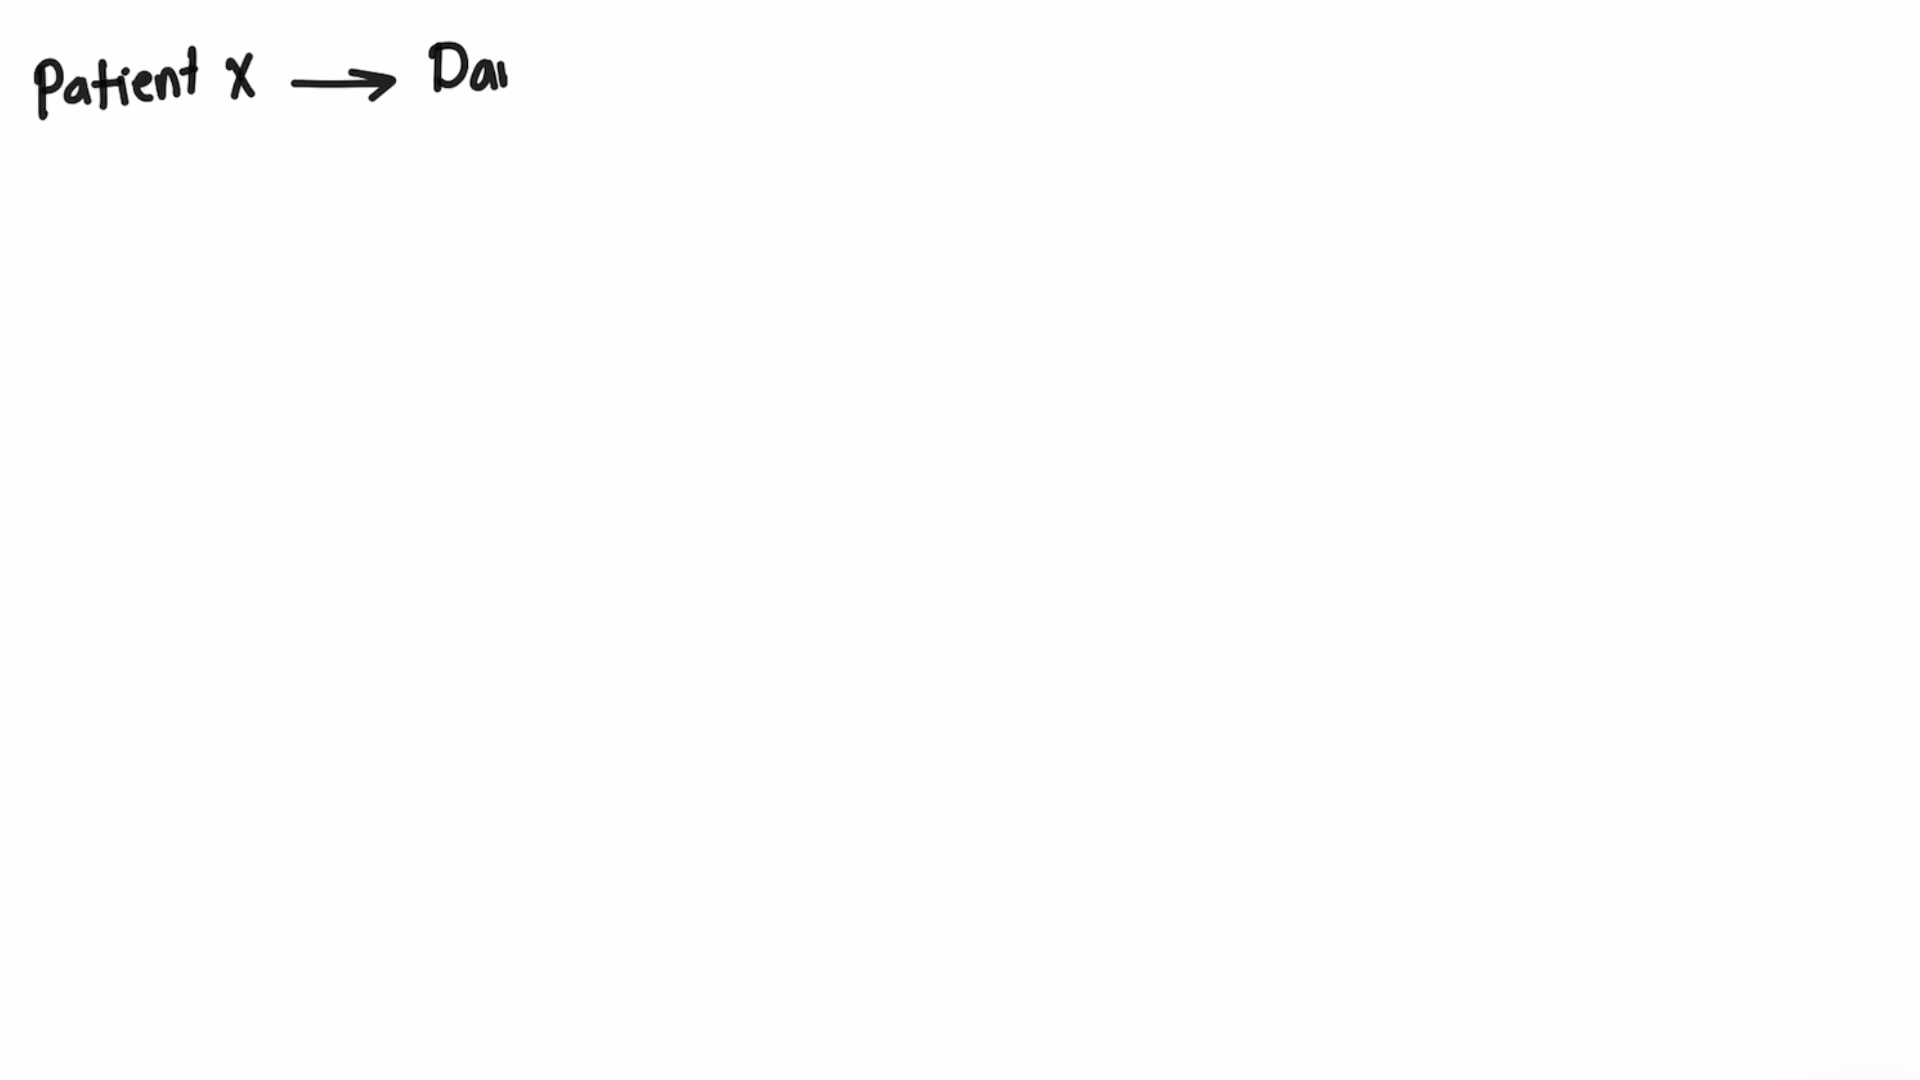 Patient X → Da